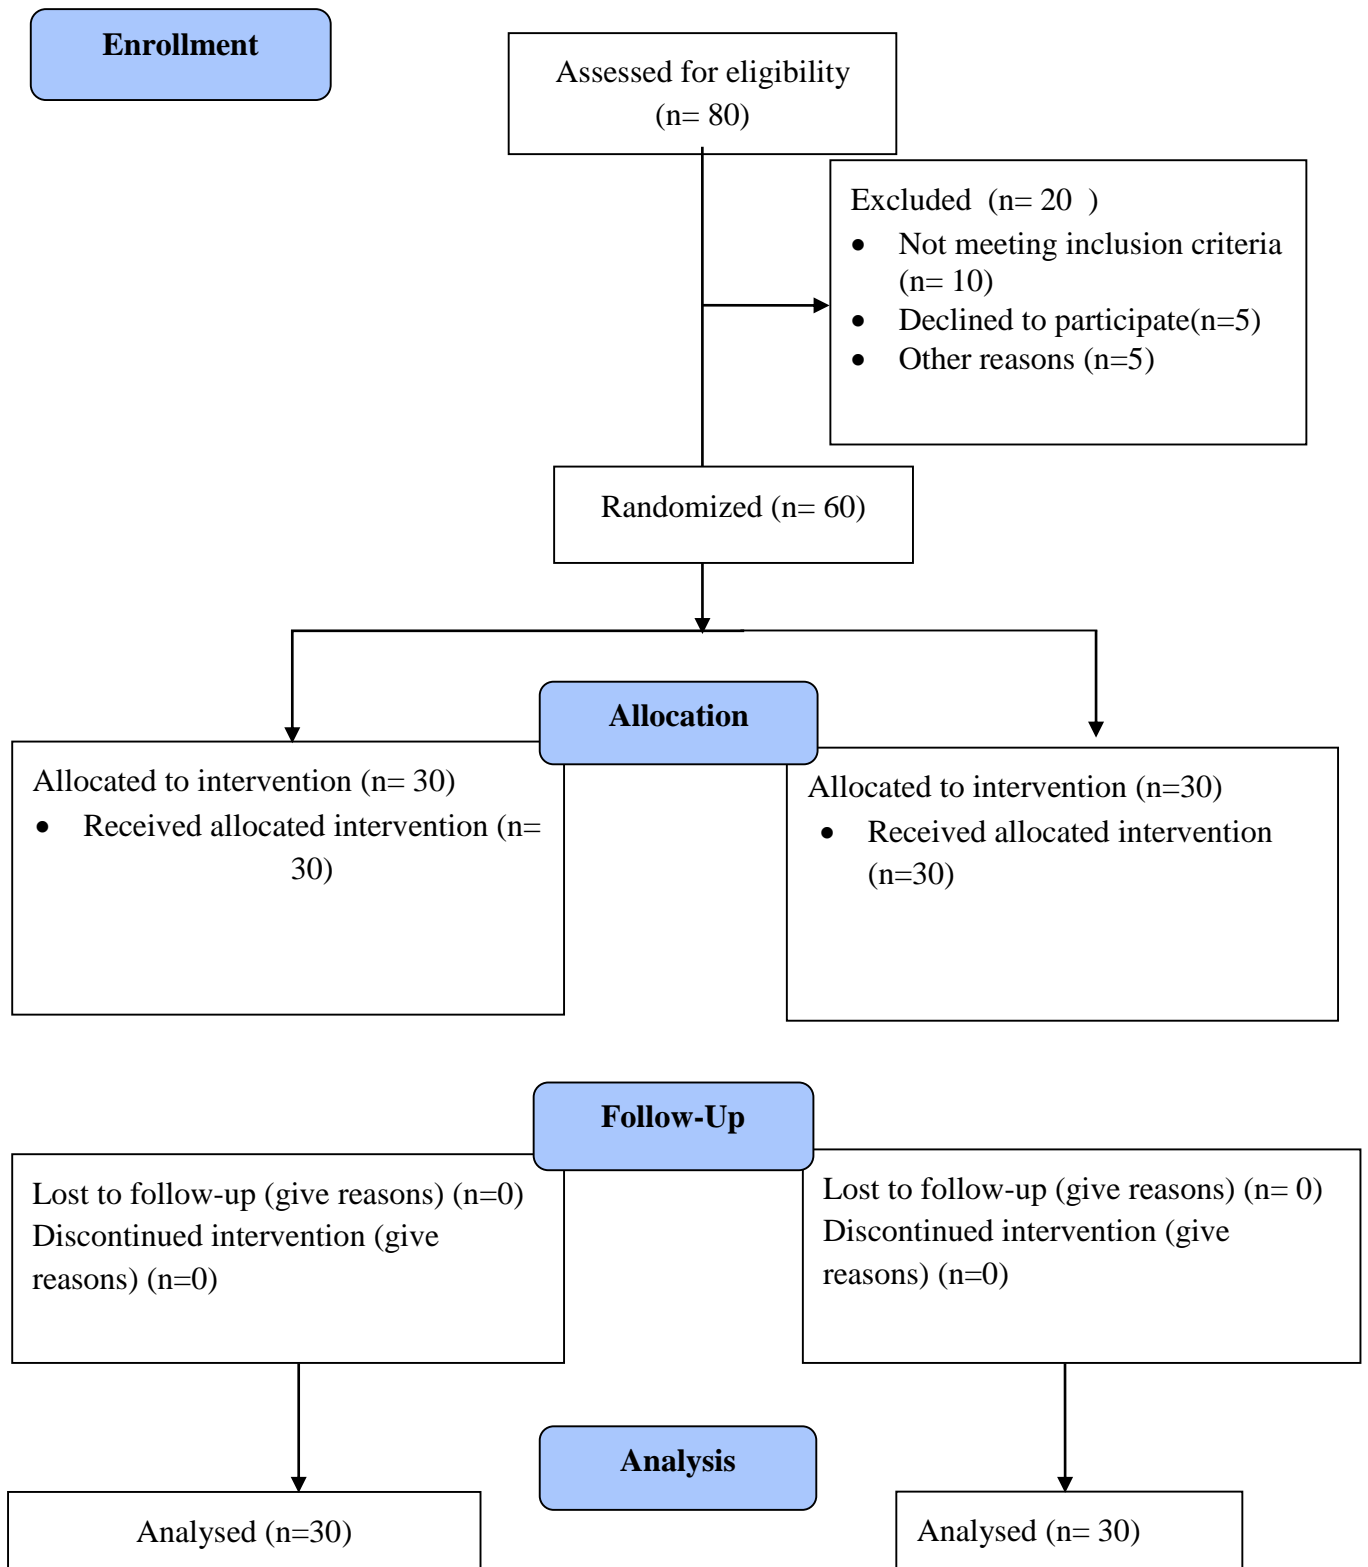 Enrollment
Assessed for eligibility
(n= 80)
Excluded  (n= 20  )
• Not meeting inclusion criteria
(n= 10)
• Declined to participate(n=5)
• Other reasons (n=5)
Randomized (n= 60)
Allocation
Allocated to intervention (n= 30)
• Received allocated intervention (n=
30)
Allocated to intervention (n=30)
• Received allocated intervention
(n=30)
Follow-Up
Lost to follow-up (give reasons) (n=0)
Discontinued intervention (give
reasons) (n=0)
Lost to follow-up (give reasons) (n= 0)
Discontinued intervention (give
reasons) (n=0)
Analysis
Analysed (n=30)
Analysed (n= 30)